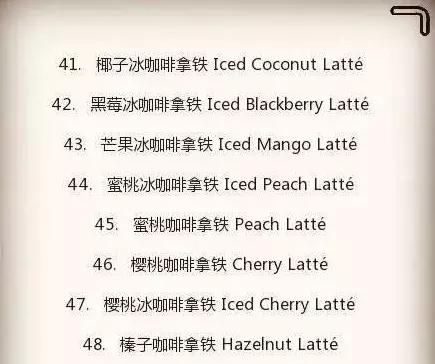 41. 椰子冰咖啡拿铁 Iced Coconut Latté
42. 黑莓冰咖啡拿铁 Iced Blackberry Latté
43. 芒果冰咖啡拿铁 Iced Mango Latté
44. 蜜桃冰咖啡拿铁 Iced Peach Latté
45. 蜜桃咖啡拿铁 Peach Latté
46. 樱桃咖啡拿铁 Cherry Latté
47. 樱桃冰咖啡拿铁 Iced Cherry Latté
48. 榛子咖啡拿铁 Hazelnut Latté